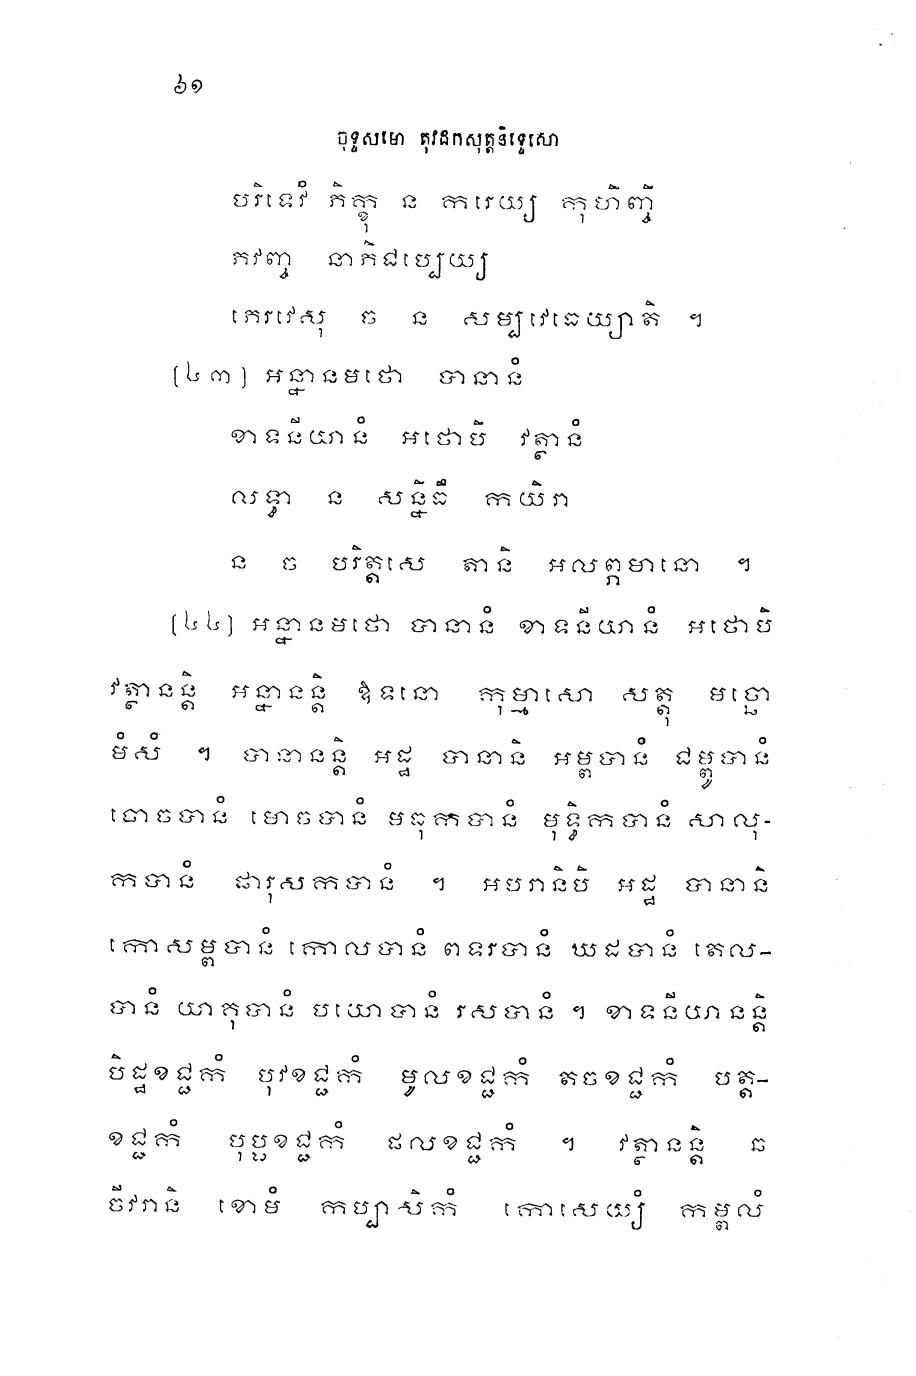 ៦១
ចុទ្ទសមោ តុវដកសុត្តនិទ្ទេសោ
បរិទេវំ ភិក្ខុ ន ករេយ្យ កុហិញ្ចិ
ភវញ្ច នាភិជប្បេយ្យ
ភេរវេសុ ច ន សម្បវេធេយ្យាតិ ។
(៤៣) អន្នានមថោ បានានំ
ខាទនីយានំ អថោបិ វត្ថានំ
លទ្ធា ន សន្និធឹ កយិរា
ន ច បរិត្តសេ តានិ អលព្ភមានោ ។
(៤៤) អន្នានមថោ បានានំ ខាទនីយានំ អថោបិ
វត្ថានន្តិ អន្នានន្តិ ឱទនោ កុម្មាសោ សត្តុ មច្ឆោ
មំសំ ។ បានានន្តិ អដ្ឋ បានានិ អម្ពបានំ ជម្ពូបានំ
ចោចបានំ មោចបានំ មធុកបានំ មុទ្ទិកបានំ សាលុ-
កបានំ ផារុសកបានំ ។ អបរានិបិ អដ្ឋ បានានិ
កោសម្ពបានំ កោលបានំ ពទរបានំ ឃដបានំ តេល-
បានំ យាគុបានំ បយោបានំ រសបានំ ។ ខាទនីយានន្តិ
បិដ្ឋខជ្ជកំ បុវខជ្ជកំ មូលខជ្ជកំ តចខជ្ជកំ បត្ត-
ខជ្ជកំ បុប្ផខជ្ជកំ ផលខជ្ជកំ ។ វត្ថានន្តិ ឆ
ចីវរានិ ខោមំ កប្បាសិកំ កោសេយ្យំ កម្ពលំ